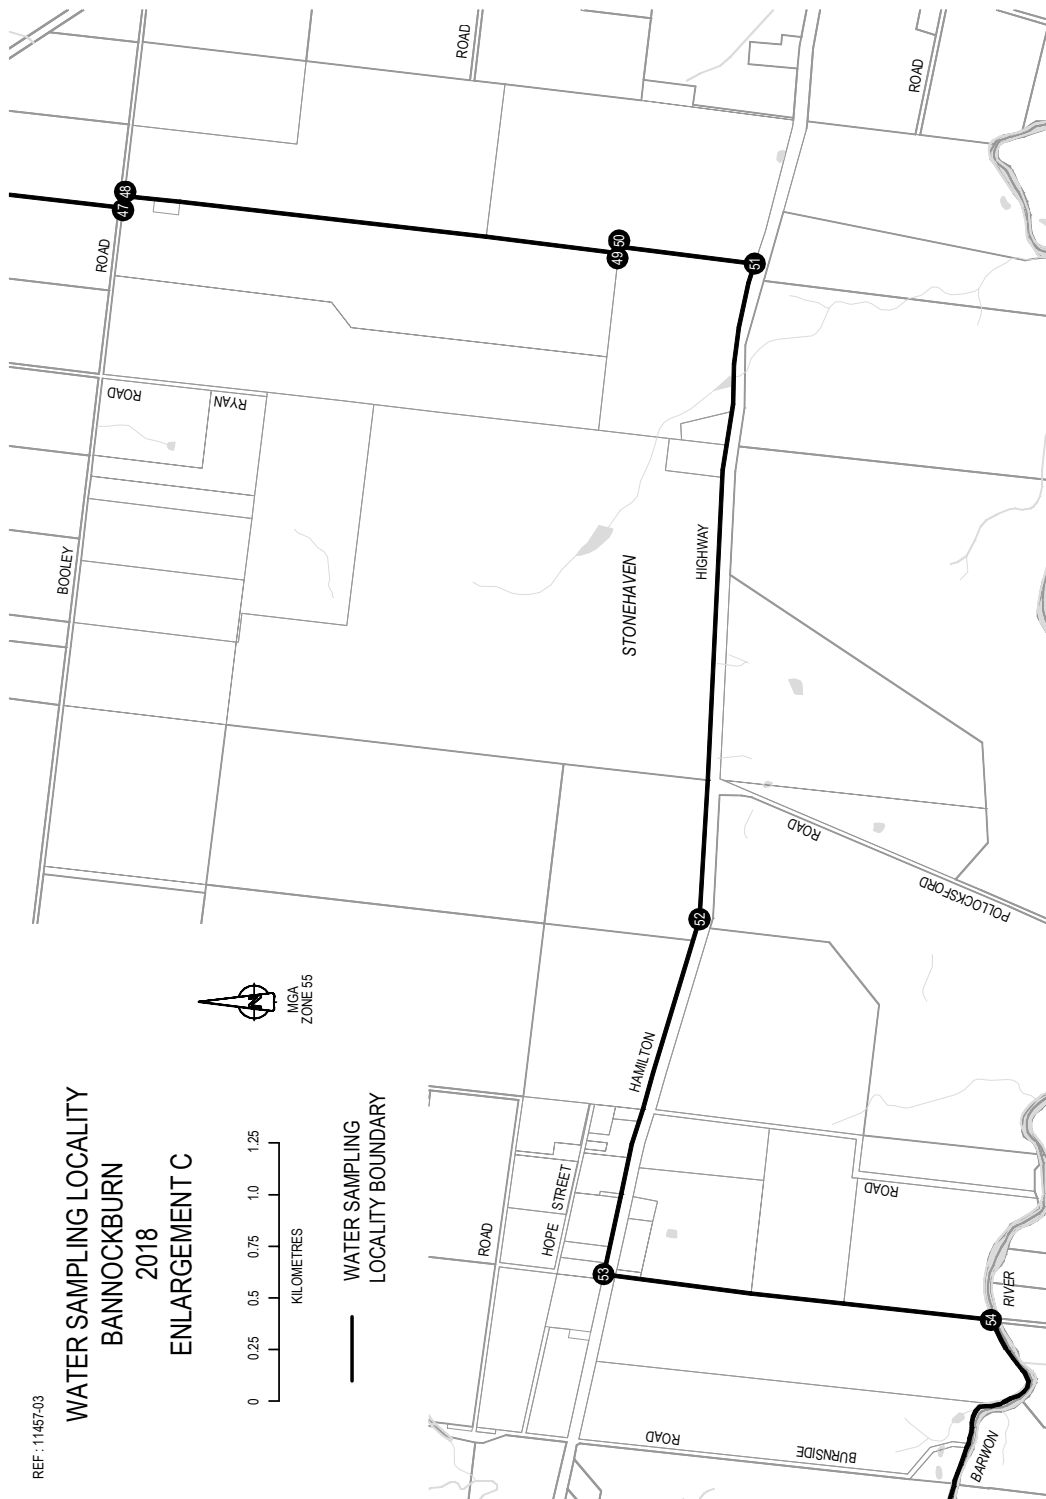 REF : 11457-03
WATER SAMPLING LOCALITY
BANNOCKBURN
2018
ENLARGEMENT C
0 0.25 0.5 0.75 1.0 1.25
KILOMETRES
WATER SAMPLING
LOCALITY BOUNDARY
MGA
ZONE 55
N
BOOLEY
ROAD
47
48
ROAD
ROAD
RYAN
ROAD
49
50
51
STONEHAVEN
HIGHWAY
HAMILTON
52
53
54
ROAD
HOPE STREET
POLLOCKSFORD
ROAD
ROAD
BURNSIDE
ROAD
BARWON
RIVER